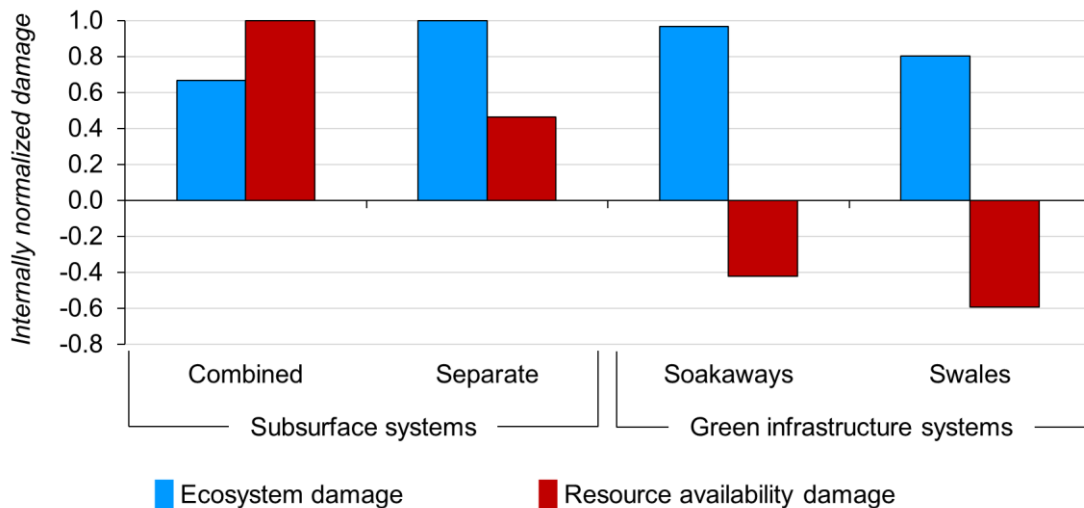 Internally normalized damage
1.0
0.8
0.6
0.4
0.2
0.0
-0.2
-0.4
-0.6
-0.8
Combined Separate Soakaways Swales
Subsurface systems Green infrastructure systems
Ecosystem damage Resource availability damage